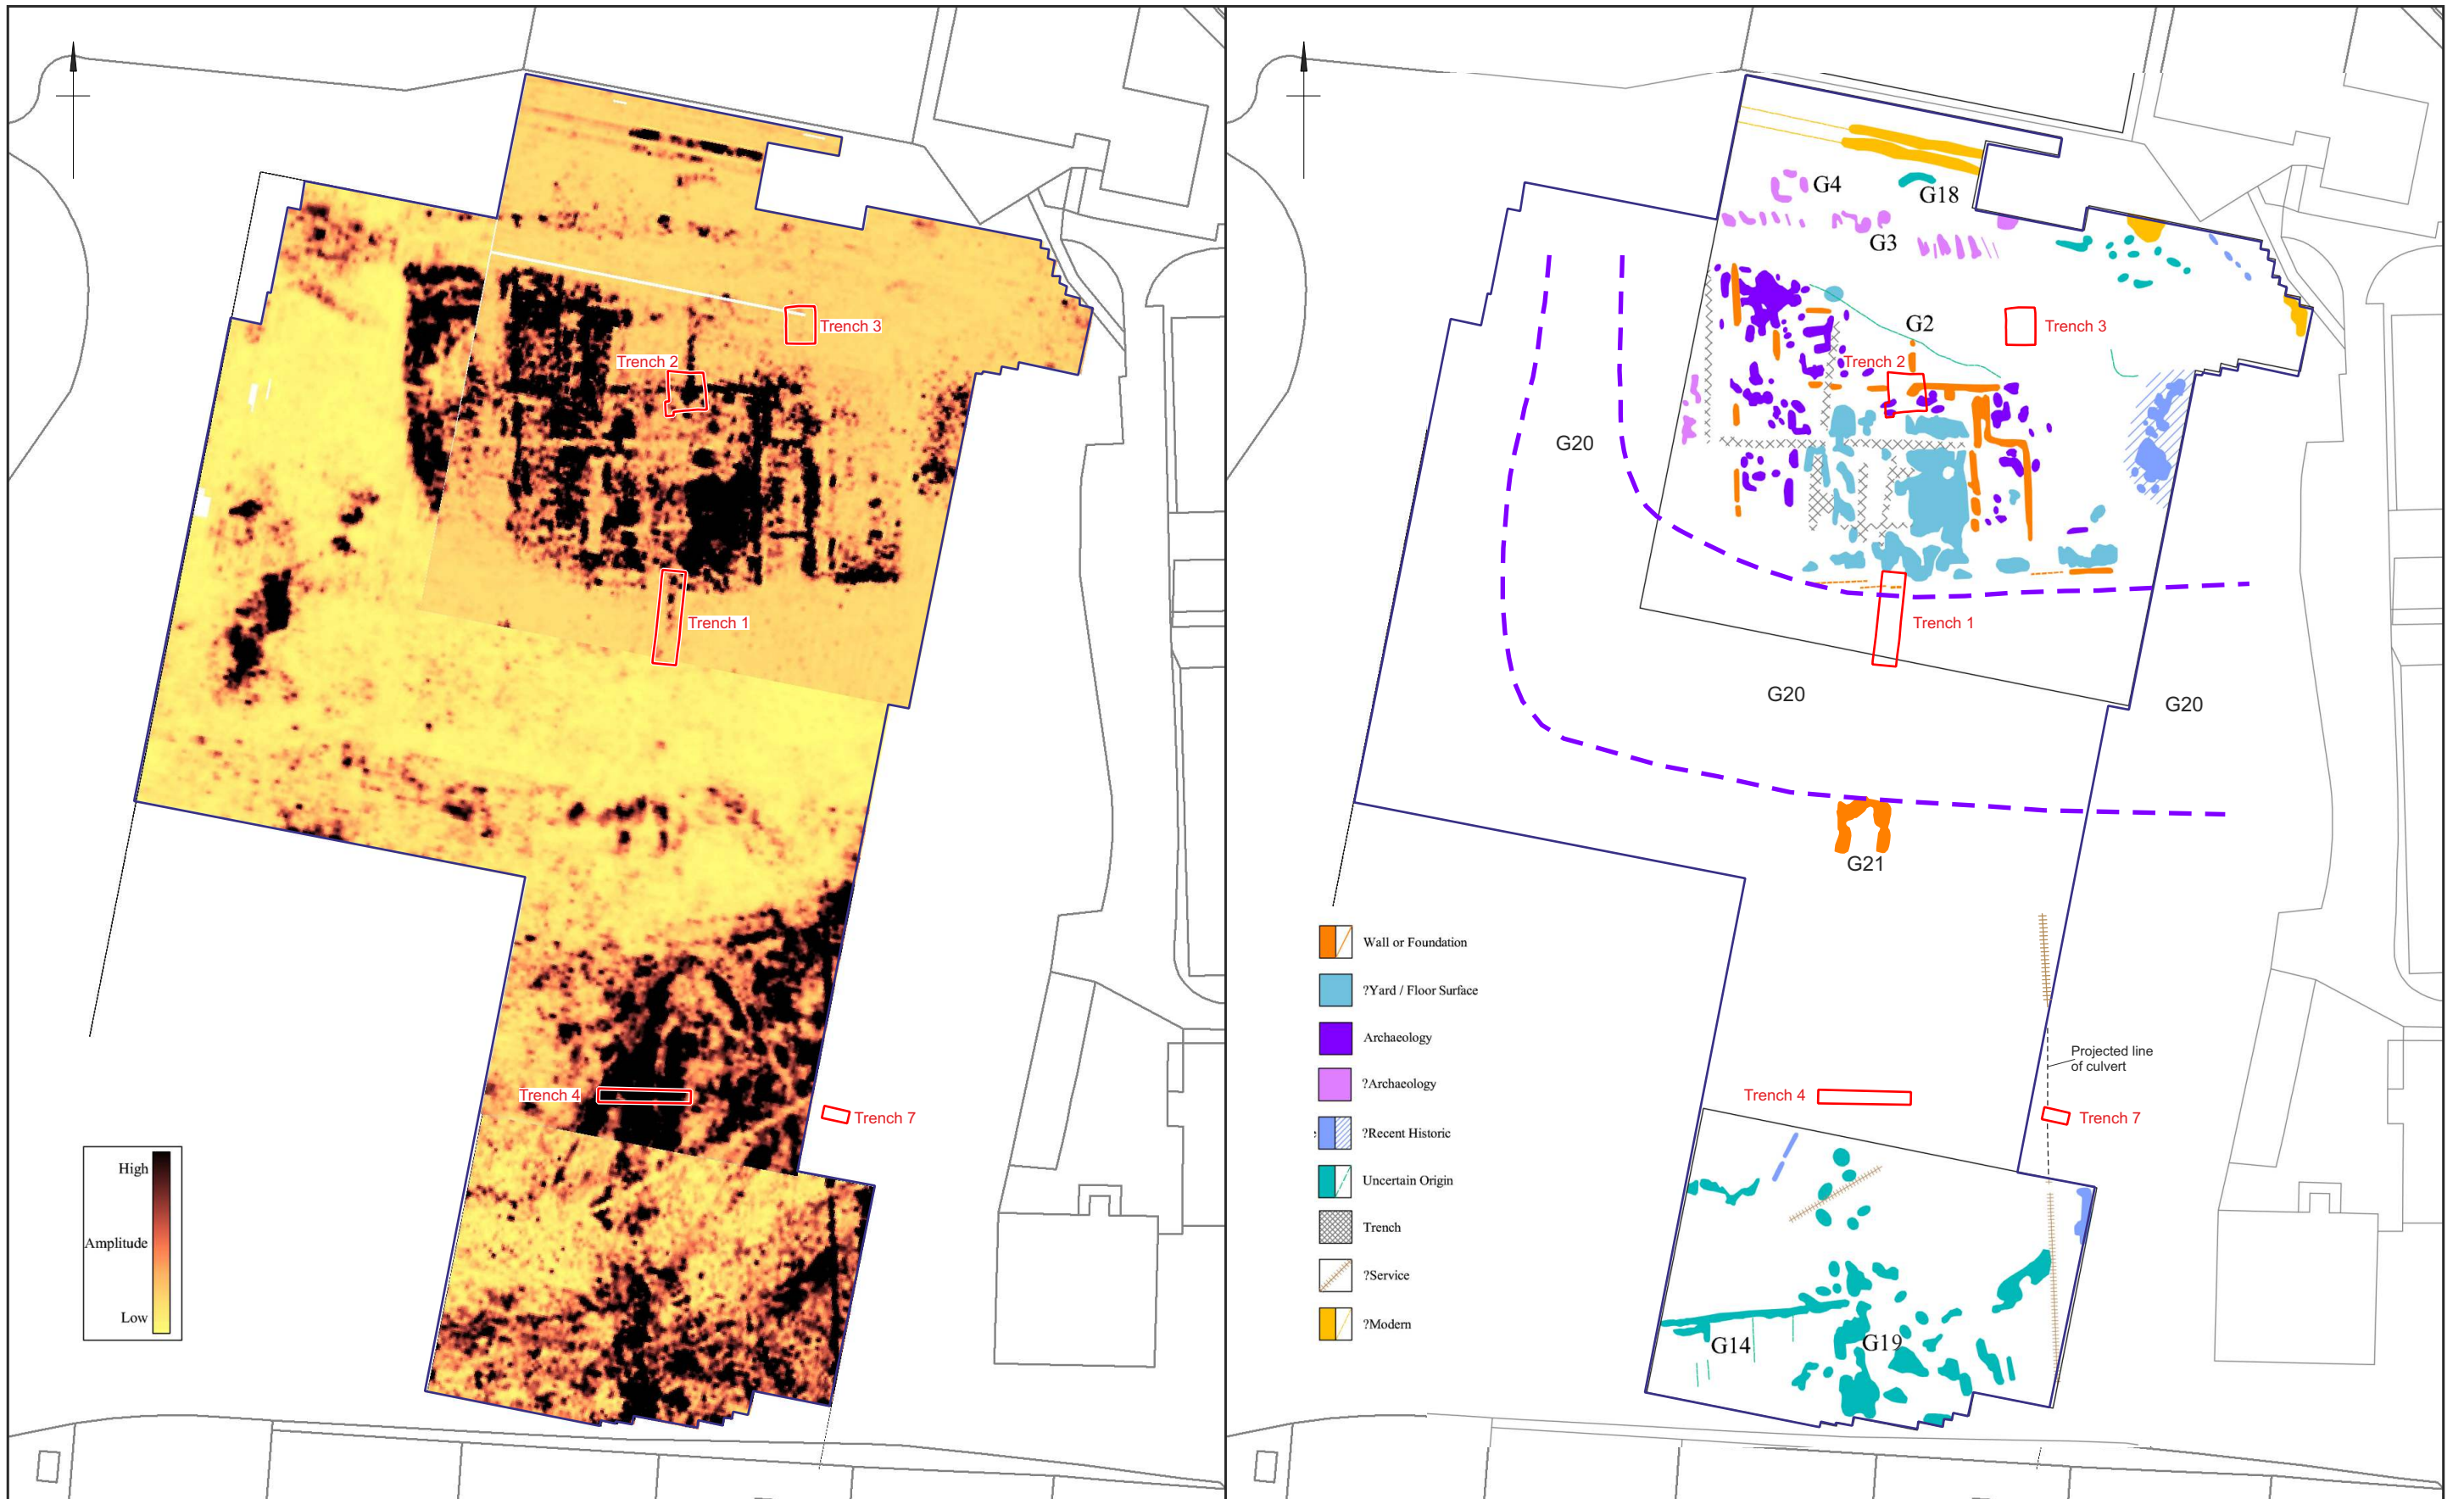 Trench 3
Trench 2
Trench 1
Trench 4
Trench 7
High
Amplitude
Low
G4
G18
G3
G2
Trench 3
Trench 2
G20
Trench 1
G20
G20
G21
Wall or Foundation
?Yard / Floor Surface
Archaeology
?Archaeology
?Recent Historic
Uncertain Origin
Trench
?Service
?Modern
Projected line
of culvert
Trench 4
Trench 7
G14
G19